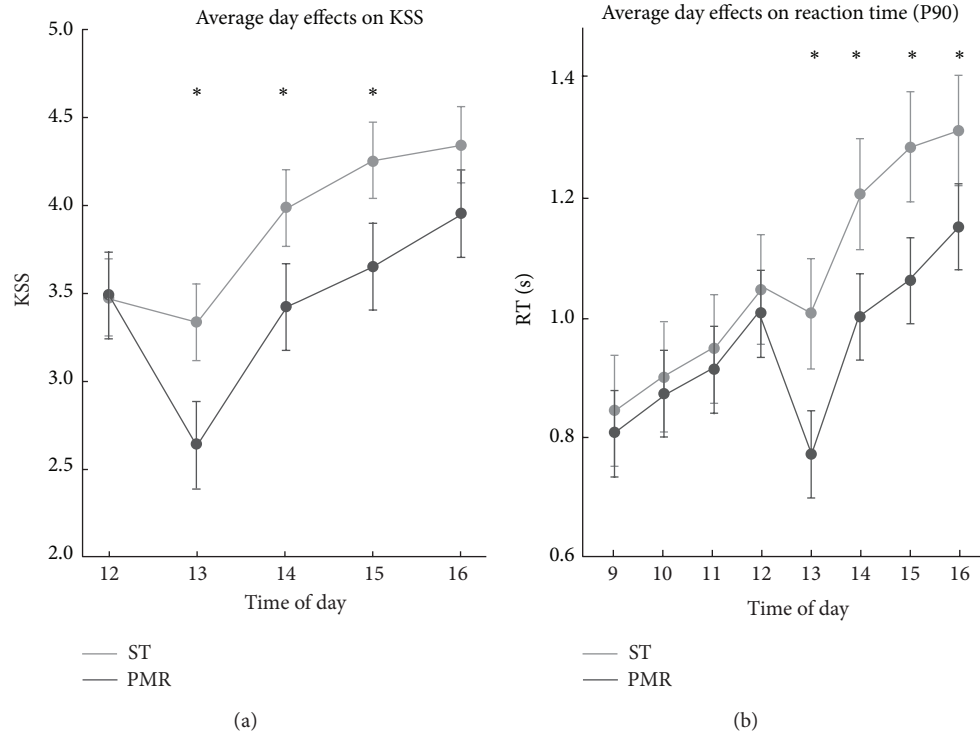 Average day effects on KSS
5.0
4.5
4.0
3.5
3.0
2.5
2.0
KSS
* * *
12 13 14 15 16
Time of day
ST
PMR
(a)
Average day effects on reaction time (P90)
1.4
1.2
1.0
0.8
0.6
RT (s)
* * * *
9 10 11 12 13 14 15 16
Time of day
ST
PMR
(b)